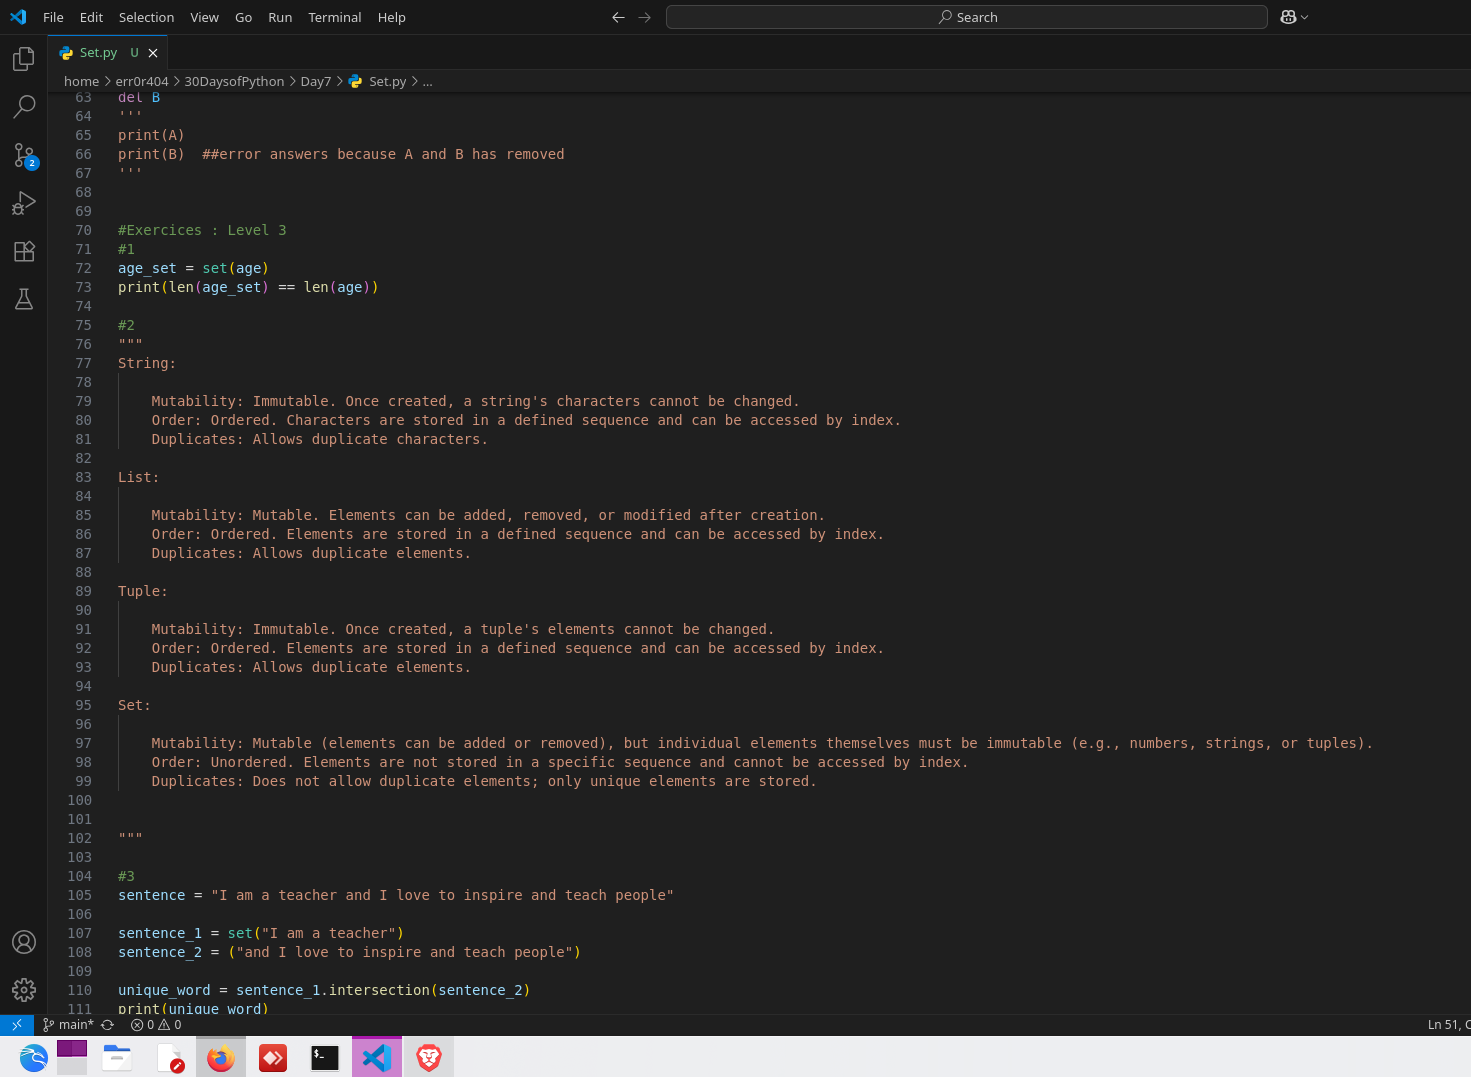 File Edit Selection View Go Run Terminal Help
Search
Set.py U
home > err0r404 > 30DaysofPython > Day7 > Set.py > ...
63 del B
64 '''
65 print(A)
66 print(B)  ##error answers because A and B has removed
67 '''
68
69
70 #Exercices : Level 3
71 #1
72 age_set = set(age)
73 print(len(age_set) == len(age))
74
75 #2
76 """
77 String:
78
79     Mutability: Immutable. Once created, a string's characters cannot be changed.
80     Order: Ordered. Characters are stored in a defined sequence and can be accessed by index.
81     Duplicates: Allows duplicate characters.
82
83 List:
84
85     Mutability: Mutable. Elements can be added, removed, or modified after creation.
86     Order: Ordered. Elements are stored in a defined sequence and can be accessed by index.
87     Duplicates: Allows duplicate elements.
88
89 Tuple:
90
91     Mutability: Immutable. Once created, a tuple's elements cannot be changed.
92     Order: Ordered. Elements are stored in a defined sequence and can be accessed by index.
93     Duplicates: Allows duplicate elements.
94
95 Set:
96
97     Mutability: Mutable (elements can be added or removed), but individual elements themselves must be immutable (e.g., numbers, strings, or tuples).
98     Order: Unordered. Elements are not stored in a specific sequence and cannot be accessed by index.
99     Duplicates: Does not allow duplicate elements; only unique elements are stored.
100
101
102 """
103
104 #3
105 sentence = "I am a teacher and I love to inspire and teach people"
106
107 sentence_1 = set("I am a teacher")
108 sentence_2 = ("and I love to inspire and teach people")
109
110 unique_word = sentence_1.intersection(sentence_2)
111 print(unique_word)
2
main* 0 0
Ln 51, C
$_